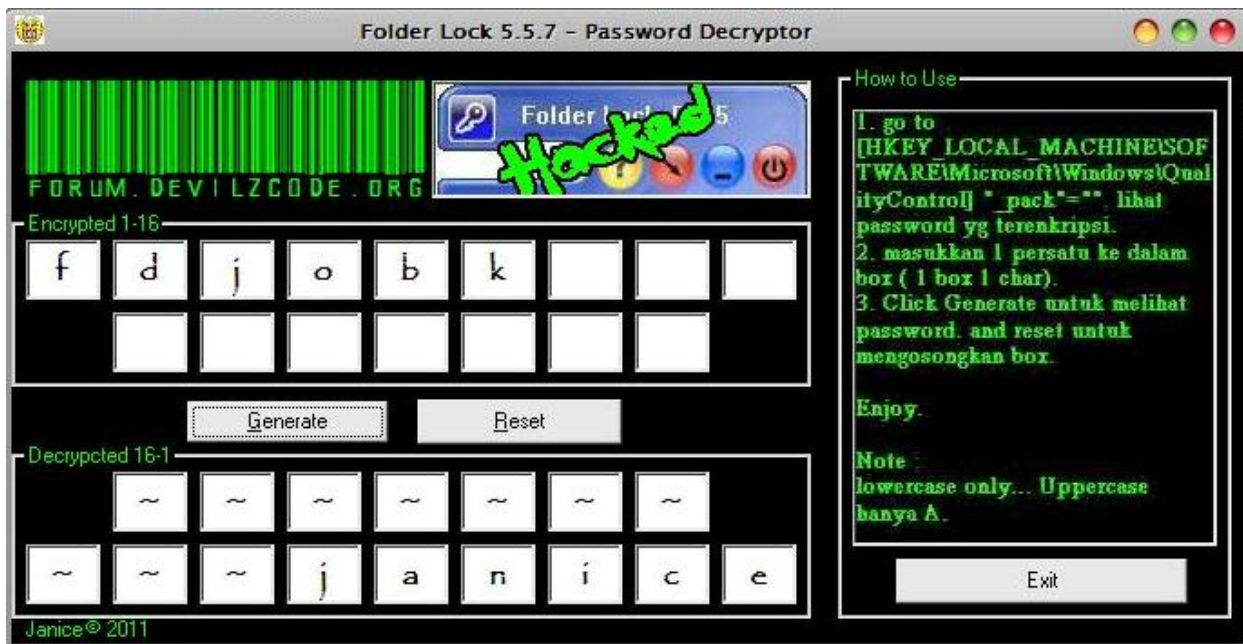 Folder Lock 5.5.7 - Password Decryptor
FORUM.DEVILZCODE.ORG
Folder Lock 5
Hacked
?
Encrypted 1-16
f d j o b k
Generate
Reset
Decrypcted 16-1
~ ~ ~ ~ ~ ~ ~
~ ~ ~ j a n i c e
Janice© 2011
How to Use
1. go to
[HKEY_LOCAL_MACHINE\SOF
TWARE\Microsoft\Windows\Qual
ityControl] "_pack"="". lihat
password yg terenkripsi.
2. masukkan 1 persatu ke dalam
box ( 1 box 1 char).
3. Click Generate untuk melihat
password. and reset untuk
mengosongkan box.
Enjoy.
Note :
lowercase only... Uppercase
hanya A.
Exit